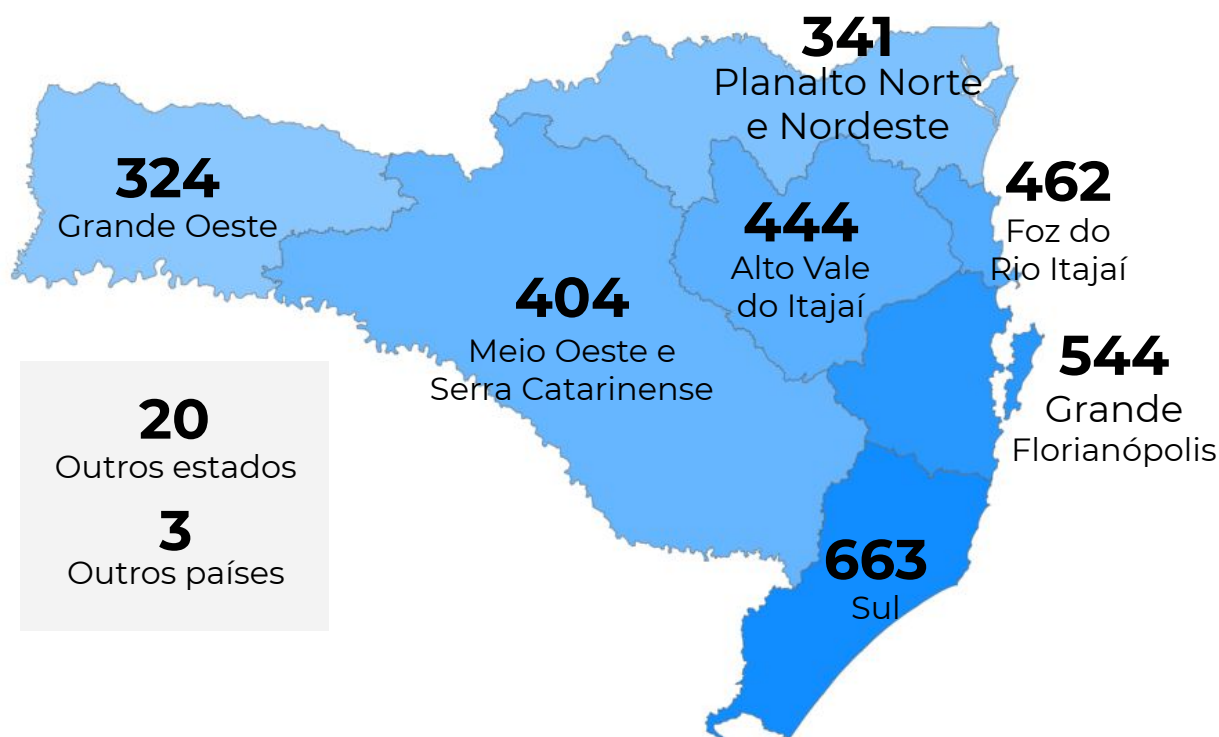 341
Planalto Norte
e Nordeste
324
Grande Oeste
462
Foz do
Rio Itajaí
444
Alto Vale
do Itajaí
404
Meio Oeste e
Serra Catarinense
544
Grande
Florianópolis
20
Outros estados
3
Outros países
663
Sul